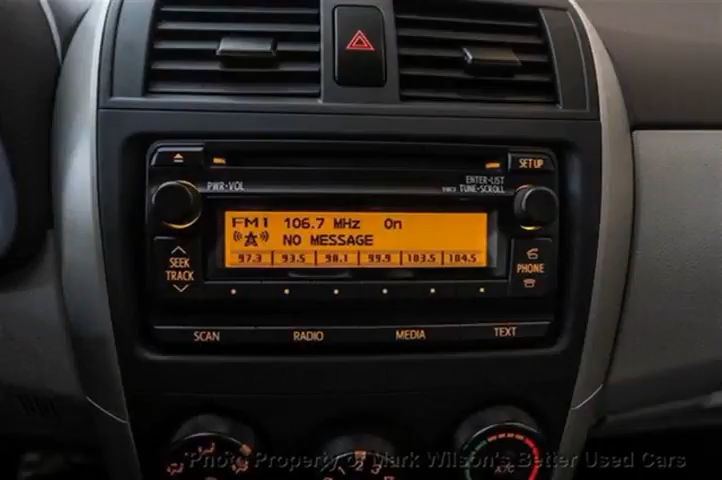 SETUP
PWR•VOL
ENTER•LIST
TUNE•SCROLL
FM1 106.7 MHz On
NO MESSAGE
97.3 93.5 98.1 99.9 103.5 104.5
SEEK
TRACK
PHONE
SCAN RADIO MEDIA TEXT
A/C
Photo Property of Mark Wilson's Better Used Cars